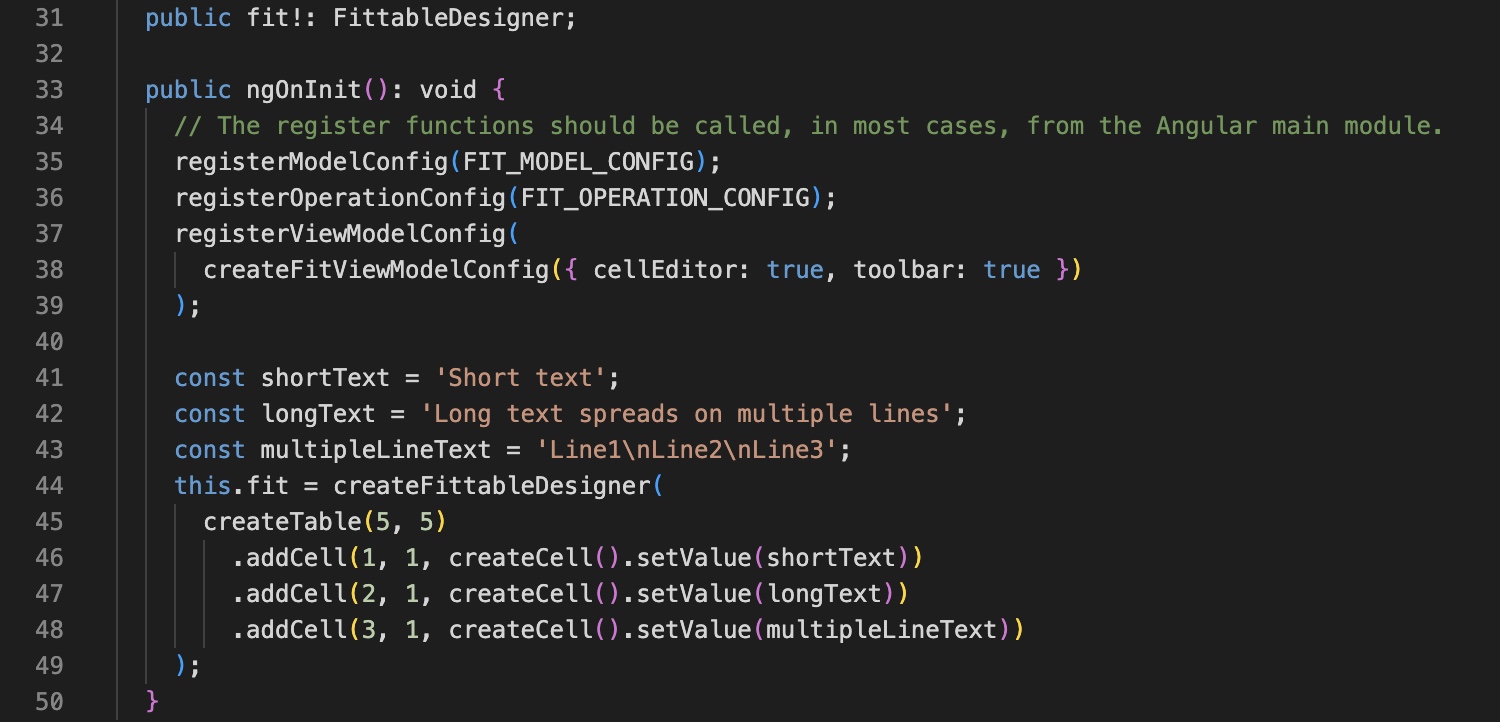 31 public fit!: FittableDesigner;
32
33 public ngOnInit(): void {
34 // The register functions should be called, in most cases, from the Angular main module.
35 registerModelConfig(FIT_MODEL_CONFIG);
36 registerOperationConfig(FIT_OPERATION_CONFIG);
37 registerViewModelConfig(
38 createFitViewModelConfig({ cellEditor: true, toolbar: true })
39 );
40
41 const shortText = 'Short text';
42 const longText = 'Long text spreads on multiple lines';
43 const multipleLineText = 'Line1\nLine2\nLine3';
44 this.fit = createFittableDesigner(
45 createTable(5, 5)
46 .addCell(1, 1, createCell().setValue(shortText))
47 .addCell(2, 1, createCell().setValue(longText))
48 .addCell(3, 1, createCell().setValue(multipleLineText))
49 );
50 }